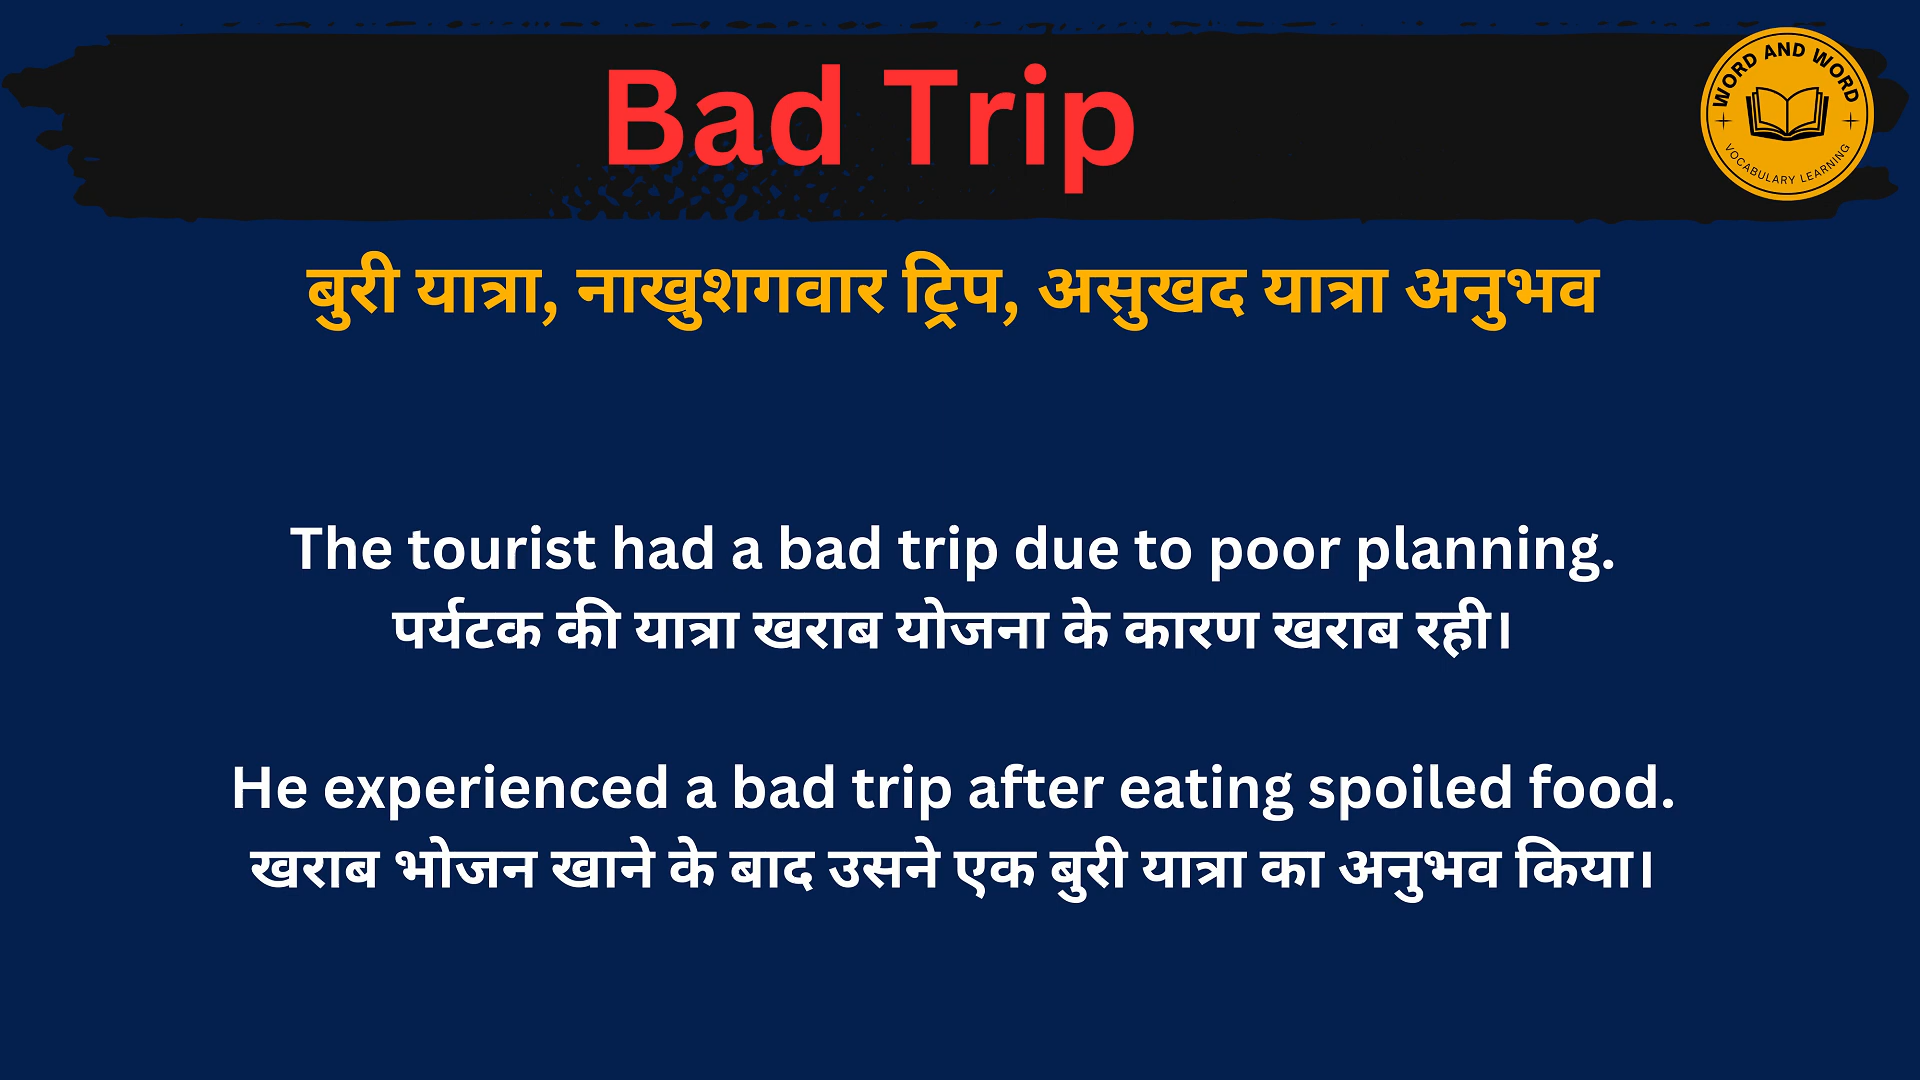 Bad Trip
WORD AND WORD
VOCABULARY LEARNING
बुरी यात्रा, नाखुशगवार ट्रिप, असुखद यात्रा अनुभव
The tourist had a bad trip due to poor planning.
पर्यटक की यात्रा खराब योजना के कारण खराब रही।
He experienced a bad trip after eating spoiled food.
खराब भोजन खाने के बाद उसने एक बुरी यात्रा का अनुभव किया।